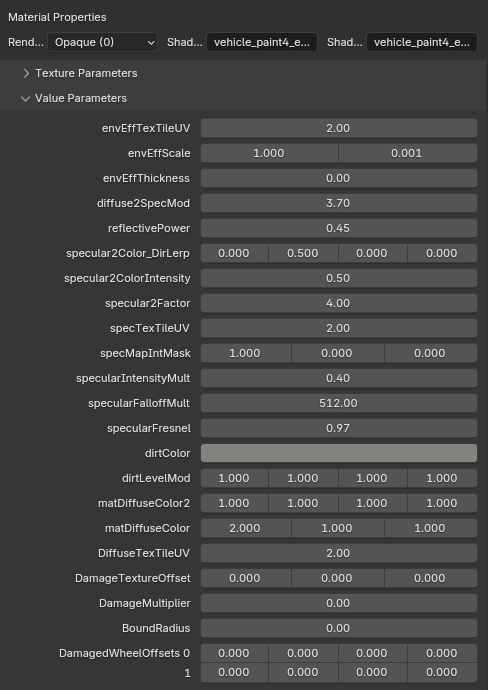 Material Properties
Rend... Opaque (0) Shad... vehicle_paint4_e... Shad... vehicle_paint4_e...
Texture Parameters
Value Parameters
envEffTexTileUV 2.00
envEffScale 1.000 0.001
envEffThickness 0.00
diffuse2SpecMod 3.70
reflectivePower 0.45
specular2Color_DirLerp 0.000 0.500 0.000 0.000
specular2ColorIntensity 0.50
specular2Factor 4.00
specTexTileUV 2.00
specMapIntMask 1.000 0.000 0.000
specularIntensityMult 0.40
specularFalloffMult 512.00
specularFresnel 0.97
dirtColor
dirtLevelMod 1.000 1.000 1.000 1.000
matDiffuseColor2 1.000 1.000 1.000 1.000
matDiffuseColor 2.000 1.000 1.000
DiffuseTexTileUV 2.00
DamageTextureOffset 0.000 0.000 0.000
DamageMultiplier 0.00
BoundRadius 0.00
DamagedWheelOffsets 0 0.000 0.000 0.000 0.000
1 0.000 0.000 0.000 0.000